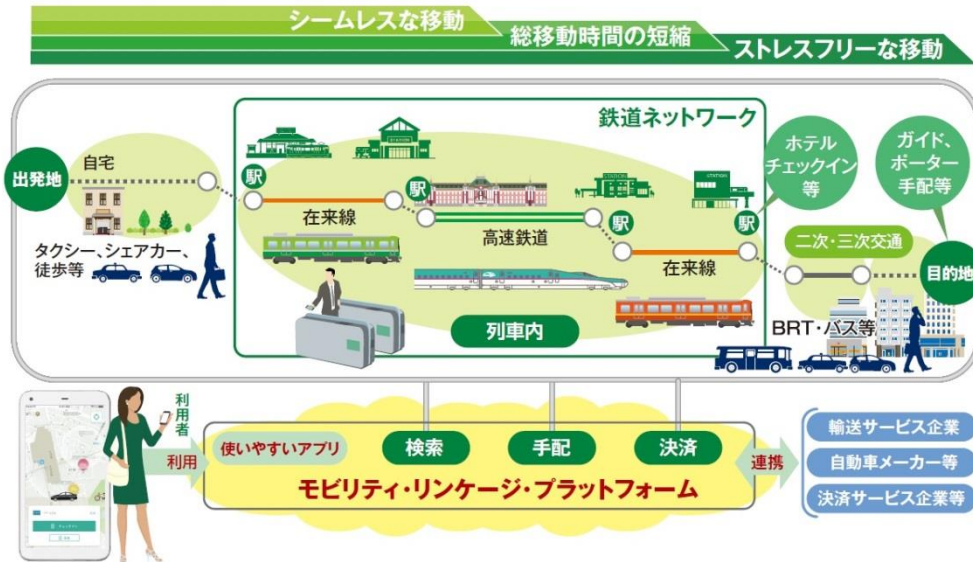 シームレスな移動
総移動時間の短縮
ストレスフリーな移動
鉄道ネットワーク
ホテル
チェックイン
等
ガイド、
ポーター
手配等
出発地
自宅
駅
駅
駅
駅
STATION
STATION
STATION
在来線
高速鉄道
在来線
二次・三次交通
目的地
タクシー、シェアカー、
徒歩等
列車内
BRT・バス等
利用者
利用
使いやすいアプリ
検索
手配
決済
モビリティ・リンケージ・プラットフォーム
連携
輸送サービス企業
自動車メーカー等
決済サービス企業等